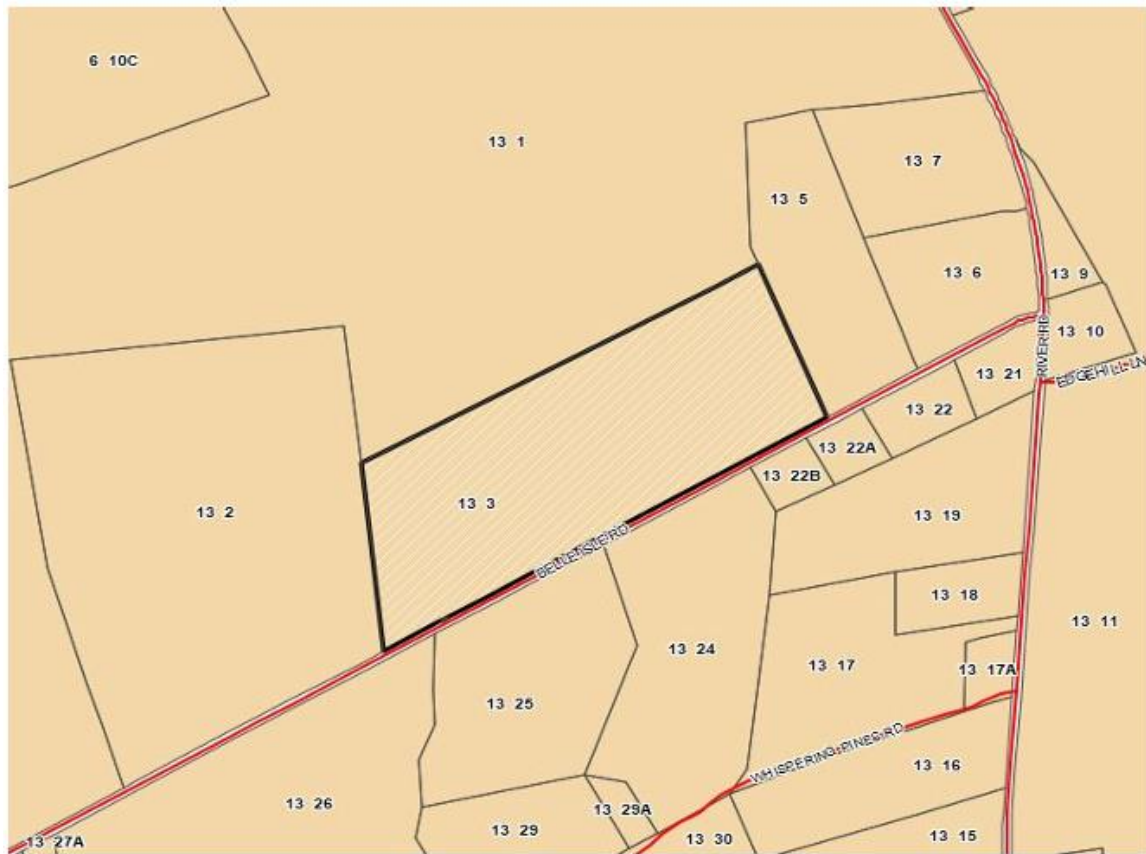 6 10C
13 1
13 7
13 5
13 6
13 9
13 10
RIVER RD
EDGEHILL LN
13 21
13 22
13 22A
13 22B
13 3
13 2
BELLE ISLE RD
13 19
13 18
13 11
13 24
13 17
13 17A
13 25
WHISPERING PINES RD
13 16
13 26
13 29A
13 29
13 30
13 15
13 27A